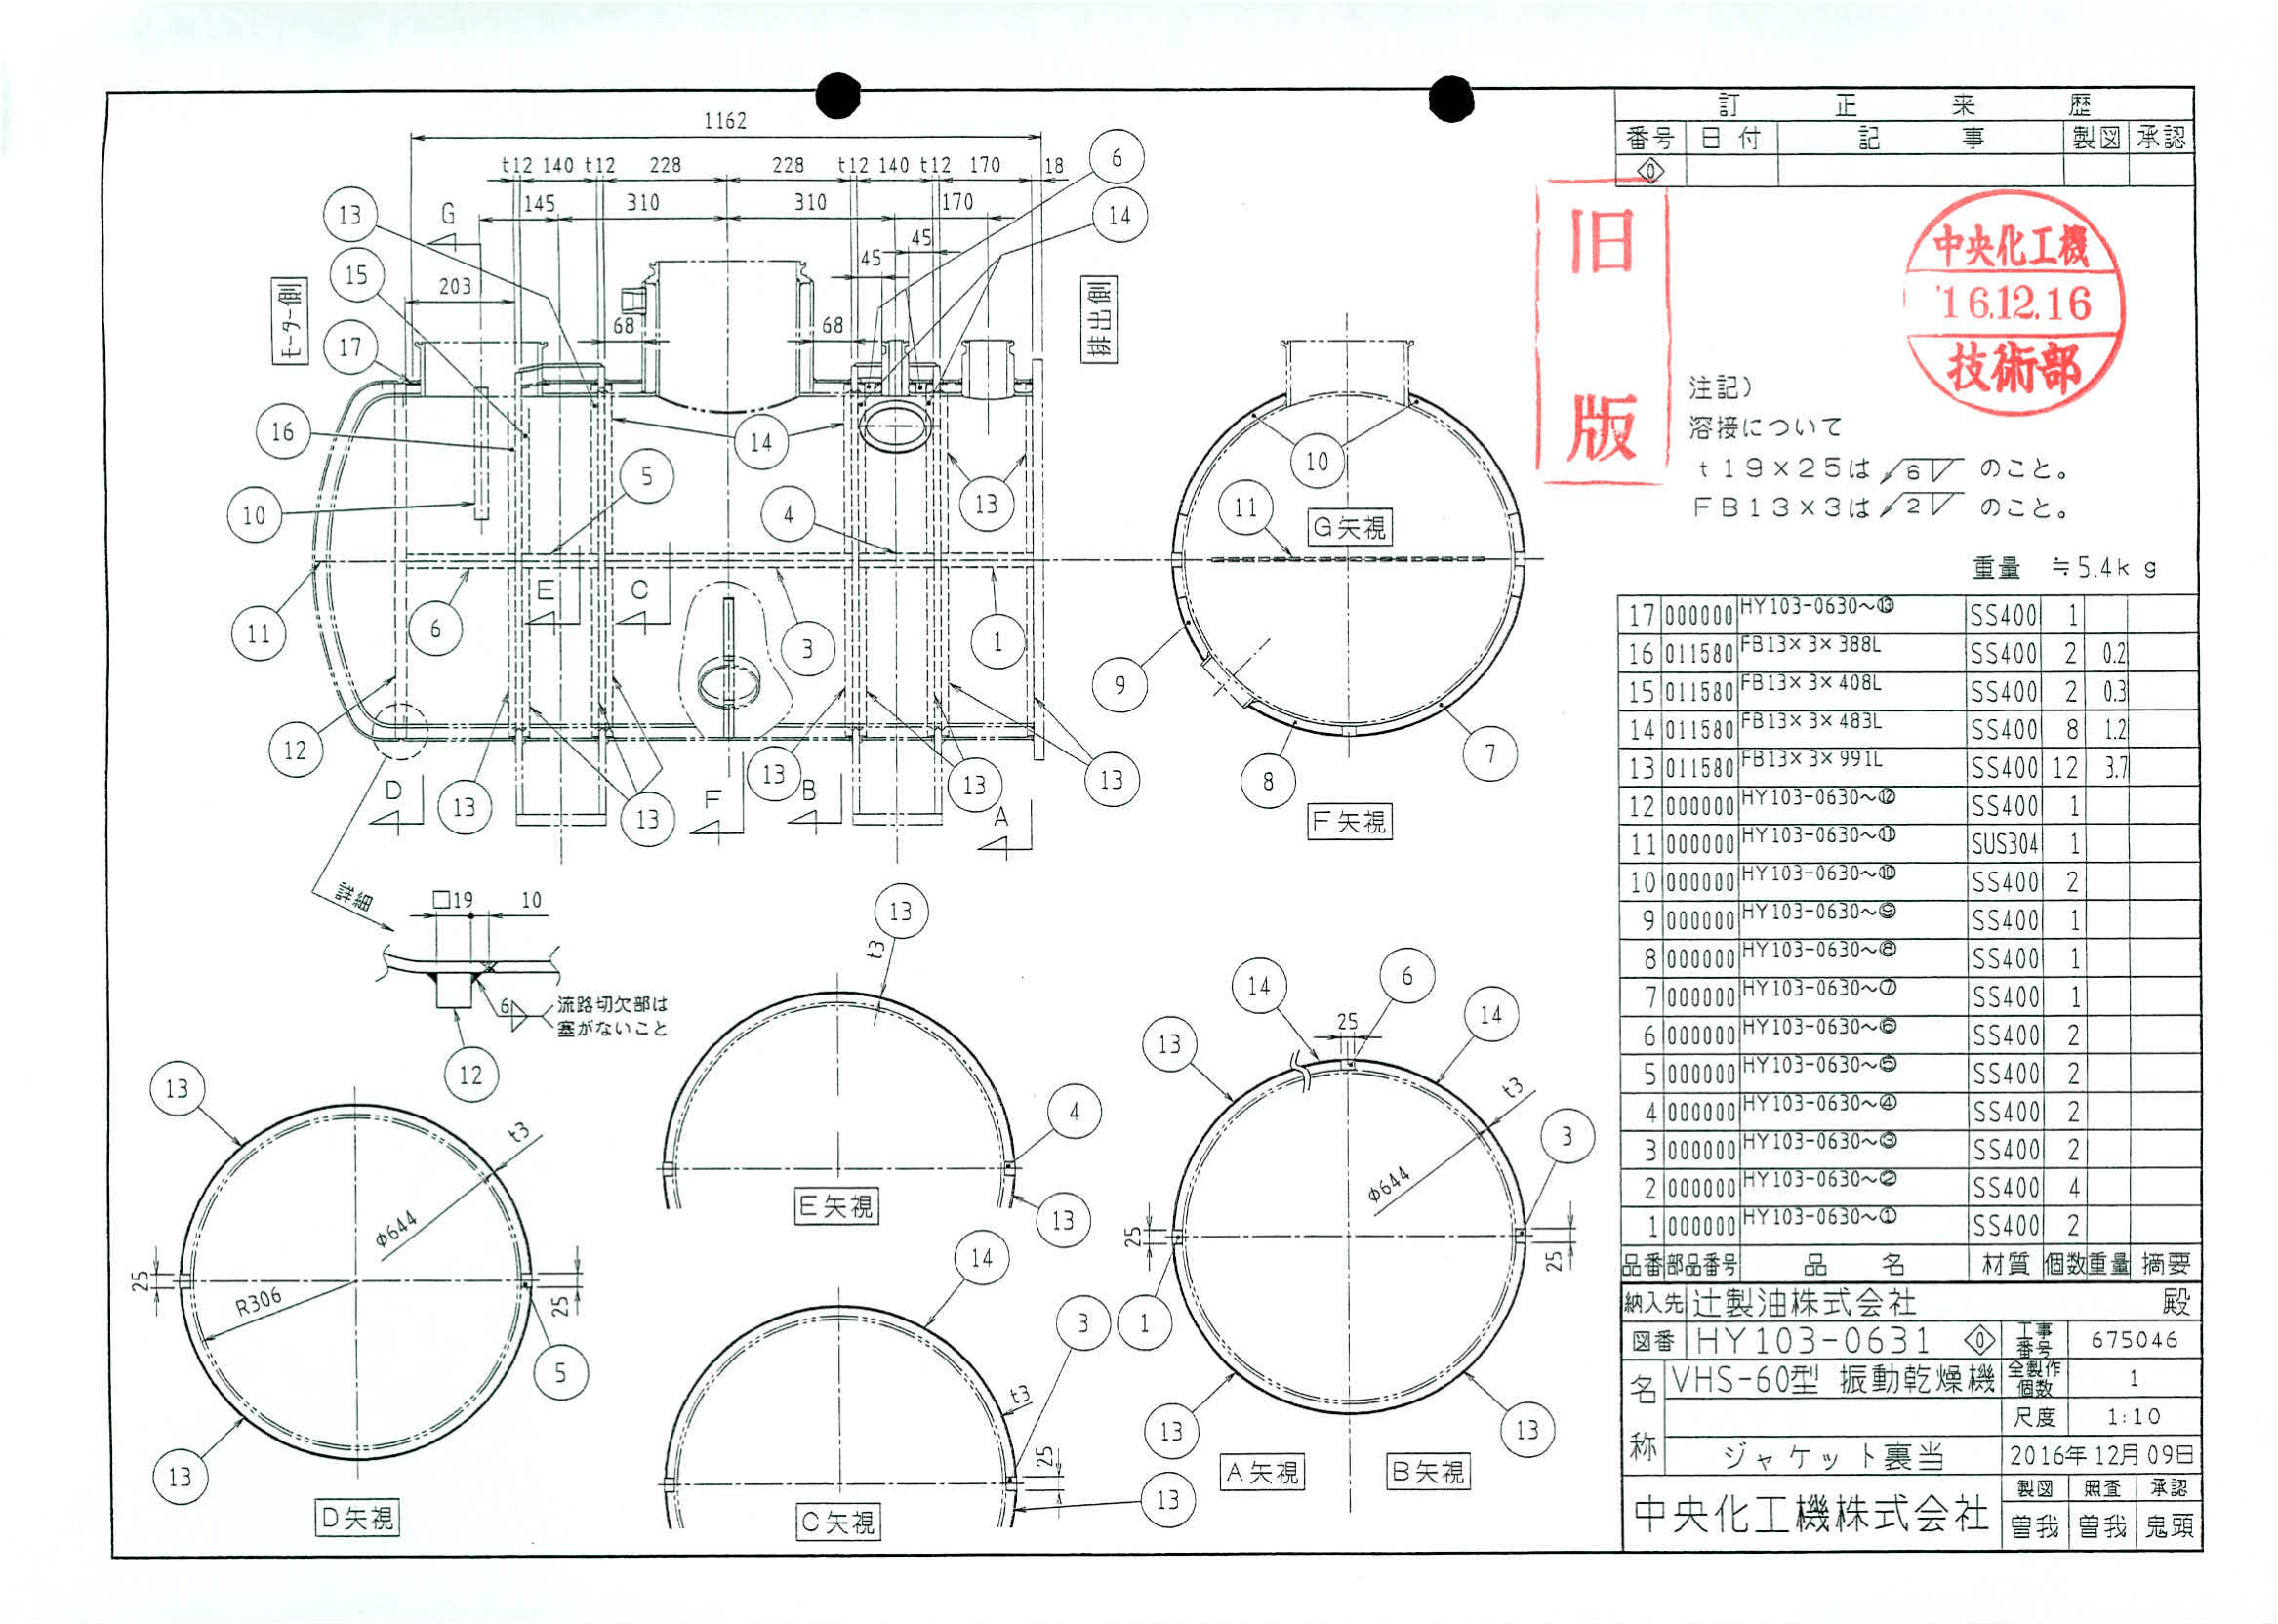 訂 正 来 歴
番号 日付 記 事 製図 承認
0
旧版
中央化工機
'16.12.16
技術部
注記)
溶接について
t19×25は 6 のこと。
FB13×3は 2 のこと。
重量 ≒5.4kg
1162
t12 140 t12 228 228 t12 140 t12 170 18
145 310 310 170
45
45
203
68 68
モーター側
排出側
G
E
C
D
F
B
A
6
14
13
15
17
16
10
11
12
14
5
4
13
6
3
1
13
13
13
13
13
10
11
G矢視
9
8
7
F矢視
詳細
□19 10
6
流路切欠部は
塞がないこと
12
13
t3
φ644
R306
25
25
5
13
D矢視
13
t3
4
13
E矢視
14
3
t3
25
13
C矢視
14
6
25
14
13
t3
3
φ644
25
25
1
13
13
A矢視
B矢視
17 000000 HY103-0630~⑬ SS400 1
16 011580 FB13×3×388L SS400 2 0.2
15 011580 FB13×3×408L SS400 2 0.3
14 011580 FB13×3×483L SS400 8 1.2
13 011580 FB13×3×991L SS400 12 3.7
12 000000 HY103-0630~⑫ SS400 1
11 000000 HY103-0630~⑪ SUS304 1
10 000000 HY103-0630~⑩ SS400 2
9 000000 HY103-0630~⑨ SS400 1
8 000000 HY103-0630~⑧ SS400 1
7 000000 HY103-0630~⑦ SS400 1
6 000000 HY103-0630~⑥ SS400 2
5 000000 HY103-0630~⑤ SS400 2
4 000000 HY103-0630~④ SS400 2
3 000000 HY103-0630~③ SS400 2
2 000000 HY103-0630~② SS400 4
1 000000 HY103-0630~① SS400 2
品番 部品番号 品 名 材質 個数 重量 摘要
納入先 辻製油株式会社 殿
図番 HY103-0631 0 工事番号 675046
名称 VHS-60型 振動乾燥機 全製作個数 1
尺度 1:10
ジャケット裏当 2016年12月09日
中央化工機株式会社 製図 照査 承認
曽我 曽我 鬼頭